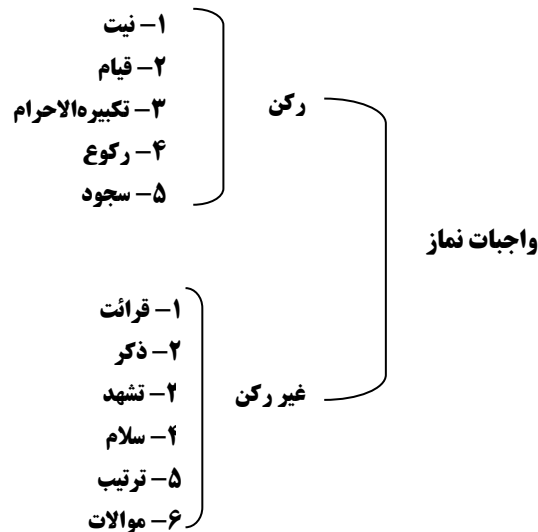 واجبات نماز
رکن
۱– نیت
۲– قیام
۳– تکبیرهالاحرام
۴– رکوع
۵– سجود
غیر رکن
۱– قرائت
۲– ذکر
۲– تشهد
۴– سلام
۵– ترتیب
۶– موالات